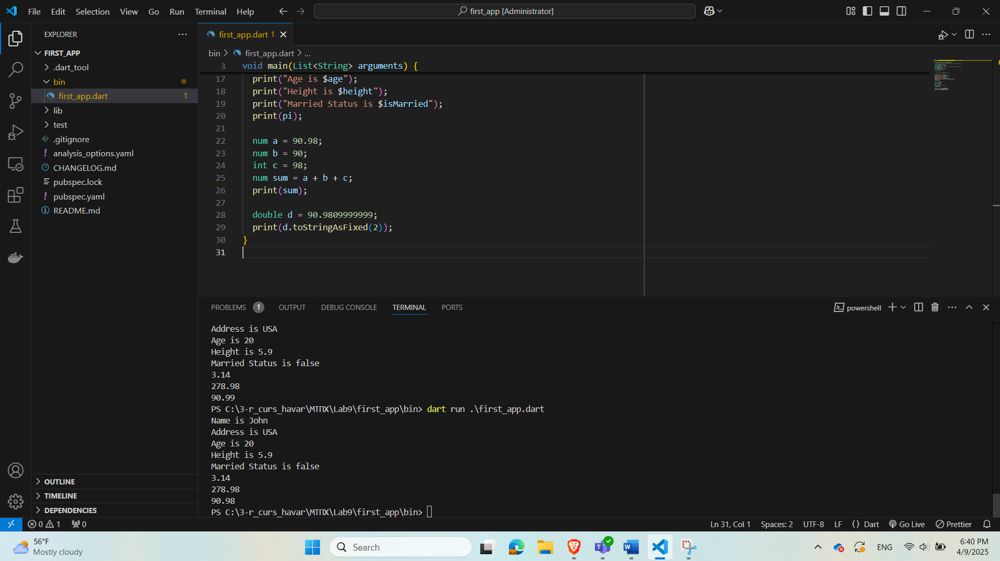 File Edit Selection View Go Run Terminal Help
first_app [Administrator]
EXPLORER
FIRST_APP
.dart_tool
bin
first_app.dart 1
lib
test
.gitignore
analysis_options.yaml
CHANGELOG.md
pubspec.lock
pubspec.yaml
README.md
OUTLINE
TIMELINE
DEPENDENCIES
first_app.dart 1
bin > first_app.dart > ...
3 void main(List<String> arguments) {
17 print("Age is $age");
18 print("Height is $height");
19 print("Married Status is $isMarried");
20 print(pi);
21
22 num a = 90.98;
23 num b = 90;
24 int c = 98;
25 num sum = a + b + c;
26 print(sum);
27
28 double d = 90.9809999999;
29 print(d.toStringAsFixed(2));
30 }
31
PROBLEMS 1 OUTPUT DEBUG CONSOLE TERMINAL PORTS
powershell
Address is USA
Age is 20
Height is 5.9
Married Status is false
3.14
278.98
90.99
PS C:\3-r_curs_havar\МТПХ\Lab9\first_app\bin> dart run .\first_app.dart
Name is John
Address is USA
Age is 20
Height is 5.9
Married Status is false
3.14
278.98
90.98
PS C:\3-r_curs_havar\МТПХ\Lab9\first_app\bin>
0 1 0
Ln 31, Col 1 Spaces: 2 UTF-8 LF {} Dart Go Live Prettier
56°F
Mostly cloudy
Search
ENG
6:40 PM
4/9/2025